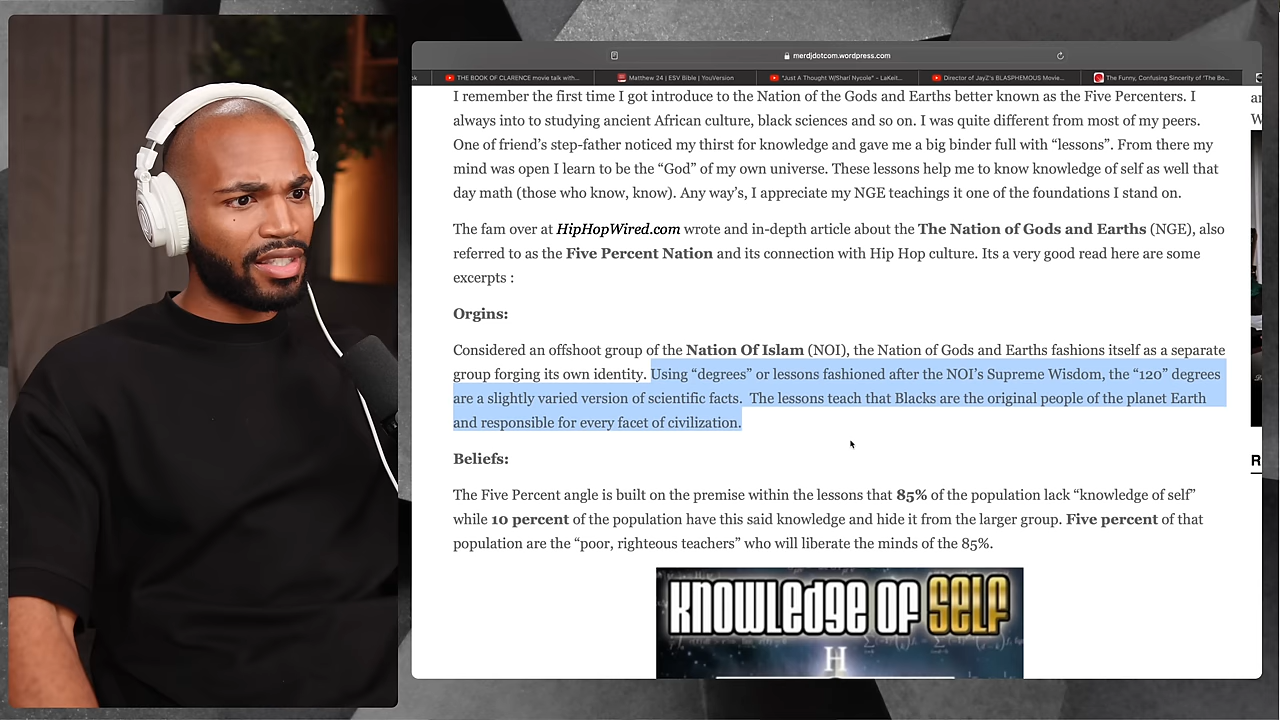 merdjdotcom.wordpress.com
THE BOOK OF CLARENCE movie talk with...
Matthew 24 | ESV Bible | YouVersion
"Just A Thought W/Shari Nycole" - LaKeit...
Director of JayZ's BLASPHEMOUS Movie...
The Funny, Confusing Sincerity of 'The Bo...
I remember the first time I got introduce to the Nation of the Gods and Earths better known as the Five Percenters. I
always into to studying ancient African culture, black sciences and so on. I was quite different from most of my peers.
One of friend's step-father noticed my thirst for knowledge and gave me a big binder full with “lessons”. From there my
mind was open I learn to be the “God” of my own universe. These lessons help me to know knowledge of self as well that
day math (those who know, know). Any way's, I appreciate my NGE teachings it one of the foundations I stand on.
The fam over at HipHopWired.com wrote and in-depth article about the The Nation of Gods and Earths (NGE), also
referred to as the Five Percent Nation and its connection with Hip Hop culture. Its a very good read here are some
excerpts :
Orgins:
Considered an offshoot group of the Nation Of Islam (NOI), the Nation of Gods and Earths fashions itself as a separate
group forging its own identity. Using “degrees” or lessons fashioned after the NOI's Supreme Wisdom, the “120” degrees
are a slightly varied version of scientific facts. The lessons teach that Blacks are the original people of the planet Earth
and responsible for every facet of civilization.
Beliefs:
The Five Percent angle is built on the premise within the lessons that 85% of the population lack “knowledge of self”
while 10 percent of the population have this said knowledge and hide it from the larger group. Five percent of that
population are the “poor, righteous teachers” who will liberate the minds of the 85%.
KNOWLEDGE OF SELF
H